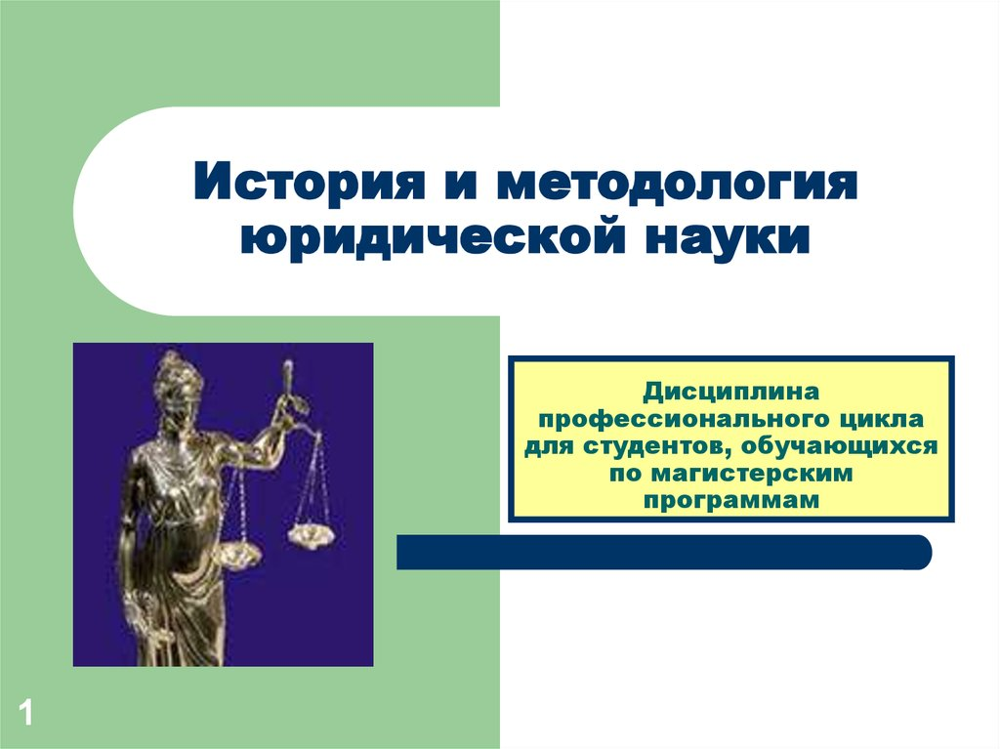 История и методология
юридической науки
Дисциплина
профессионального цикла
для студентов, обучающихся
по магистерским
программам
1